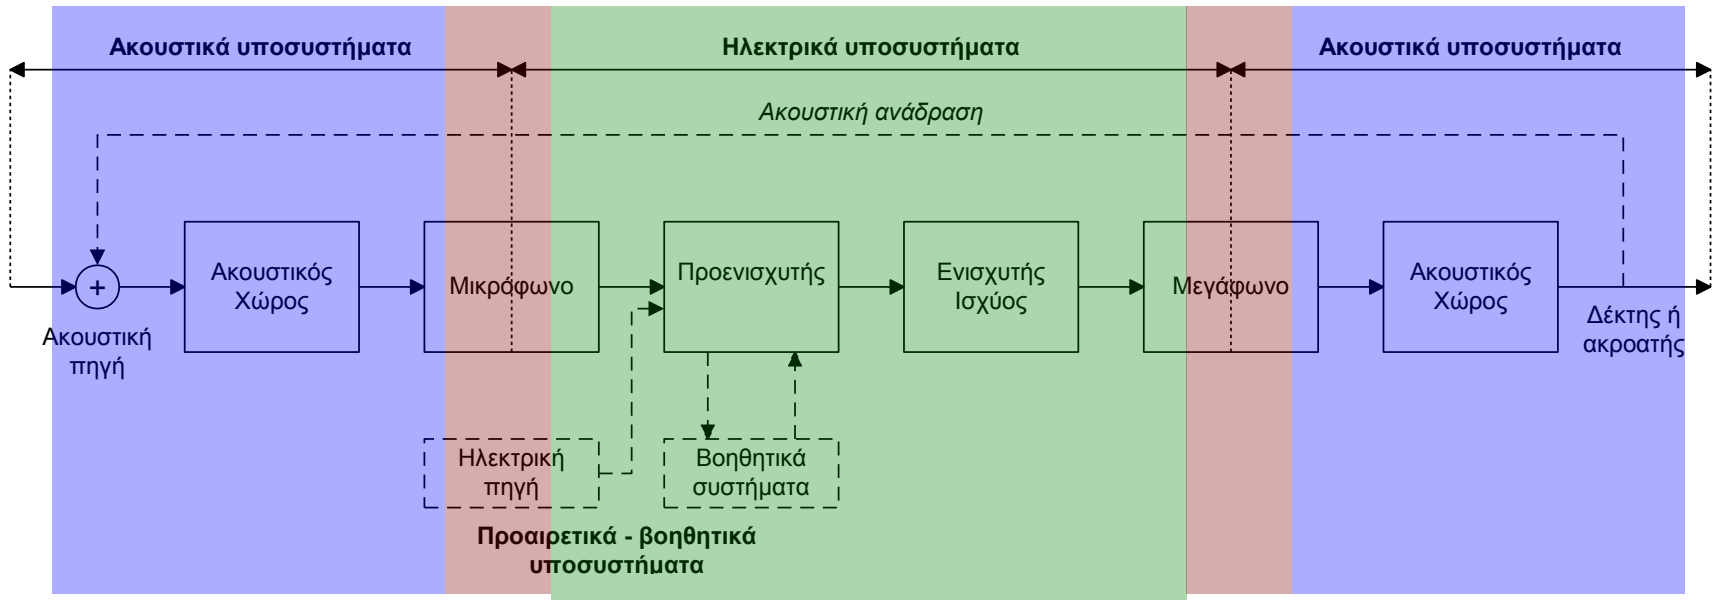 Ακουστικά υποσυστήματα
Ηλεκτρικά υποσυστήματα
Ακουστικά υποσυστήματα
Ακουστική ανάδραση
Ακουστικός
Χώρος
Μικρόφωνο
Προενισχυτής
Ενισχυτής
Ισχύος
Μεγάφωνο
Ακουστικός
Χώρος
+
Ακουστική
πηγή
Δέκτης ή
ακροατής
Ηλεκτρική
πηγή
Βοηθητικά
συστήματα
Προαιρετικά - βοηθητικά
υποσυστήματα